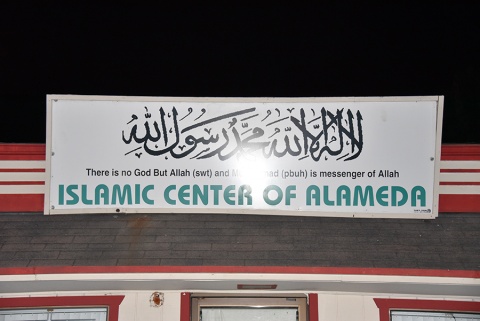 لا إله إلا الله محمد رسول الله
There is no God But Allah (swt) and (pbuh) is messenger of Allah
ISLAMIC CENTER OF ALAMEDA